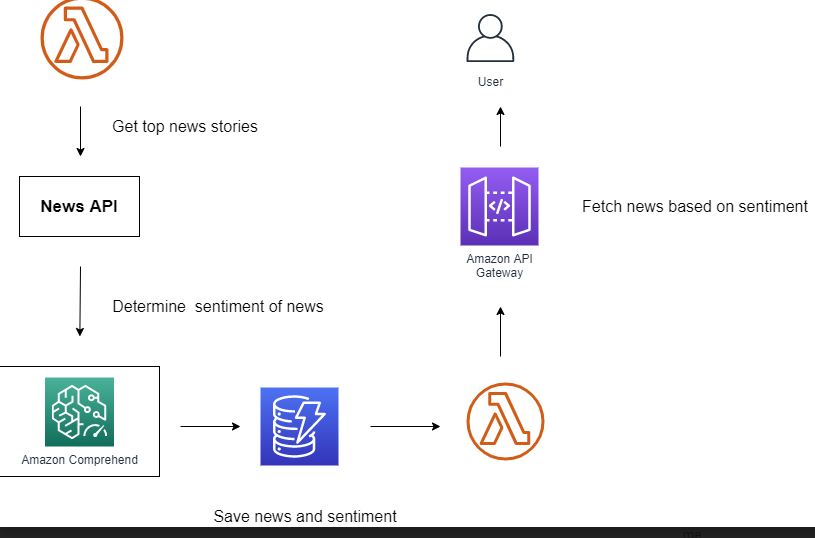 User
Get top news stories
News API
Fetch news based on sentiment
Amazon API
Gateway
Determine  sentiment of news
Amazon Comprehend
Save news and sentiment